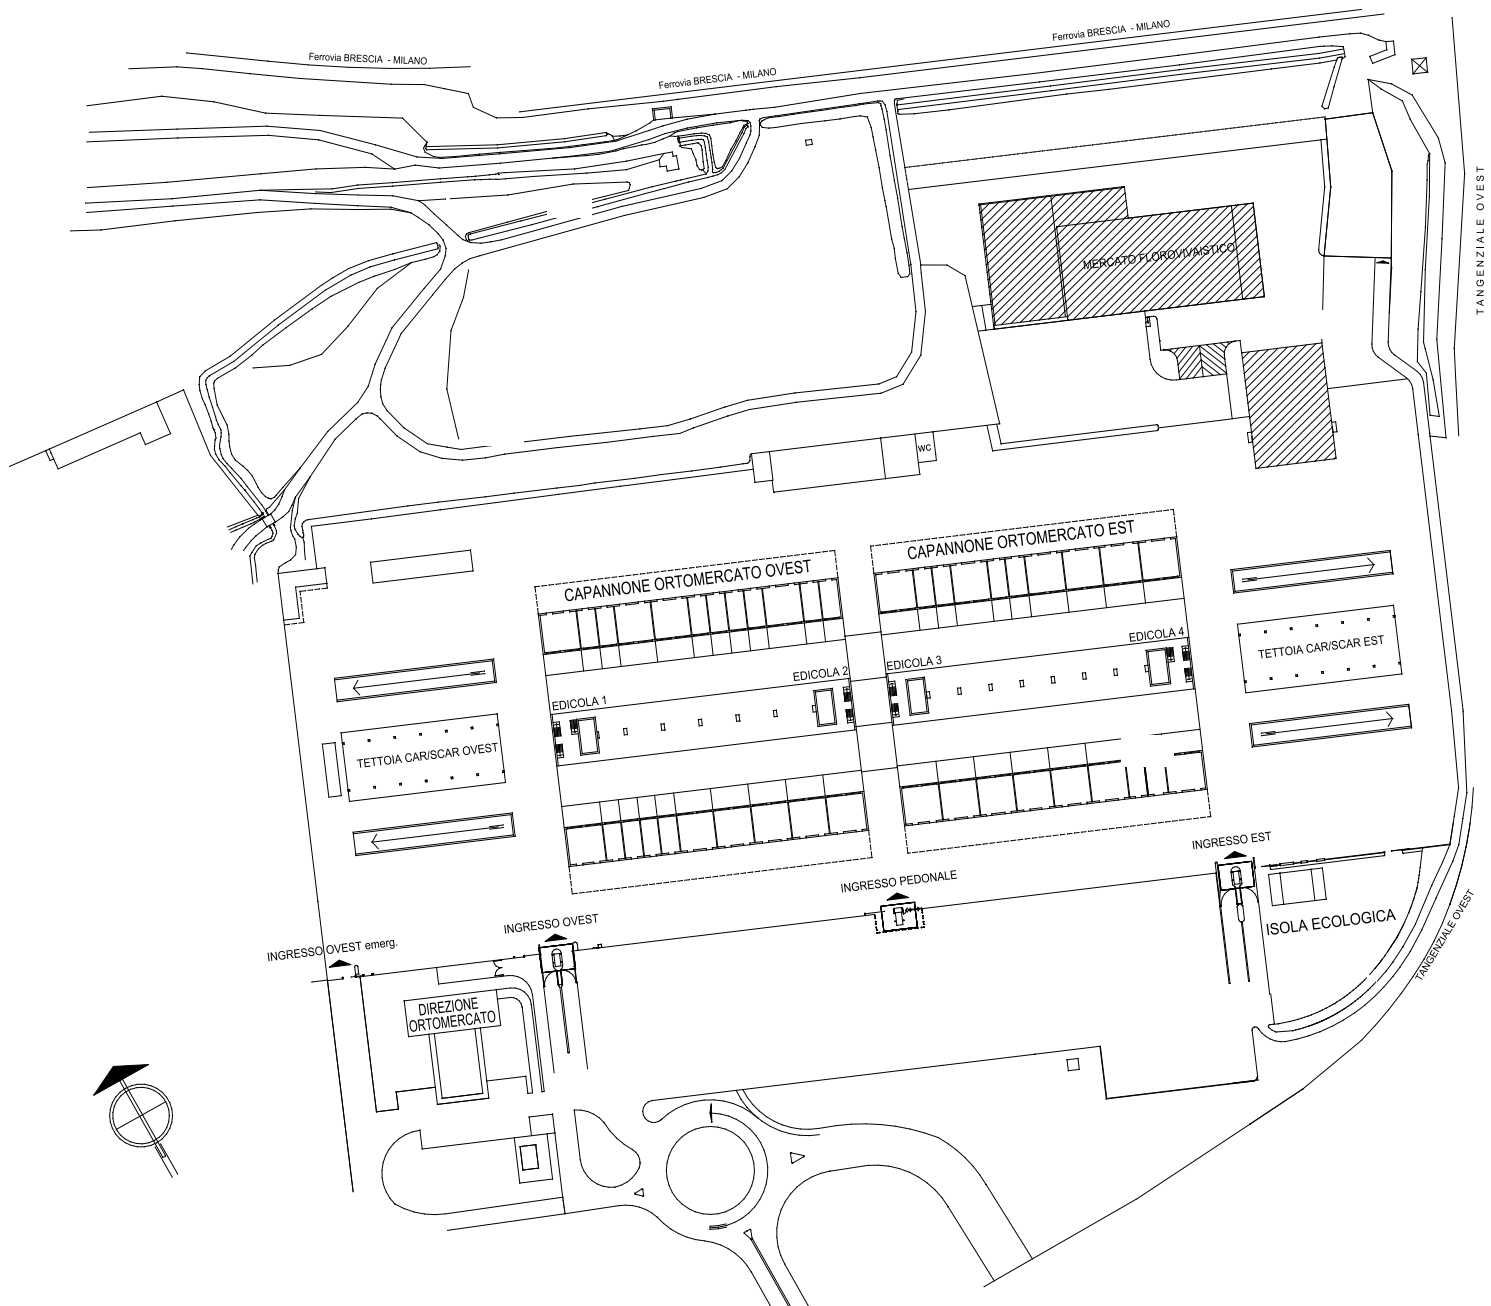 Ferrovia BRESCIA - MILANO
Ferrovia BRESCIA - MILANO
Ferrovia BRESCIA - MILANO
TANGENZIALE OVEST
MERCATO FLOROVIVAISTICO
WC
CAPANNONE ORTOMERCATO EST
CAPANNONE ORTOMERCATO OVEST
EDICOLA 4
TETTOIA CAR/SCAR EST
EDICOLA 3
EDICOLA 2
EDICOLA 1
TETTOIA CAR/SCAR OVEST
INGRESSO EST
INGRESSO PEDONALE
INGRESSO OVEST
ISOLA ECOLOGICA
INGRESSO OVEST emerg.
TANGENZIALE OVEST
DIREZIONE
ORTOMERCATO